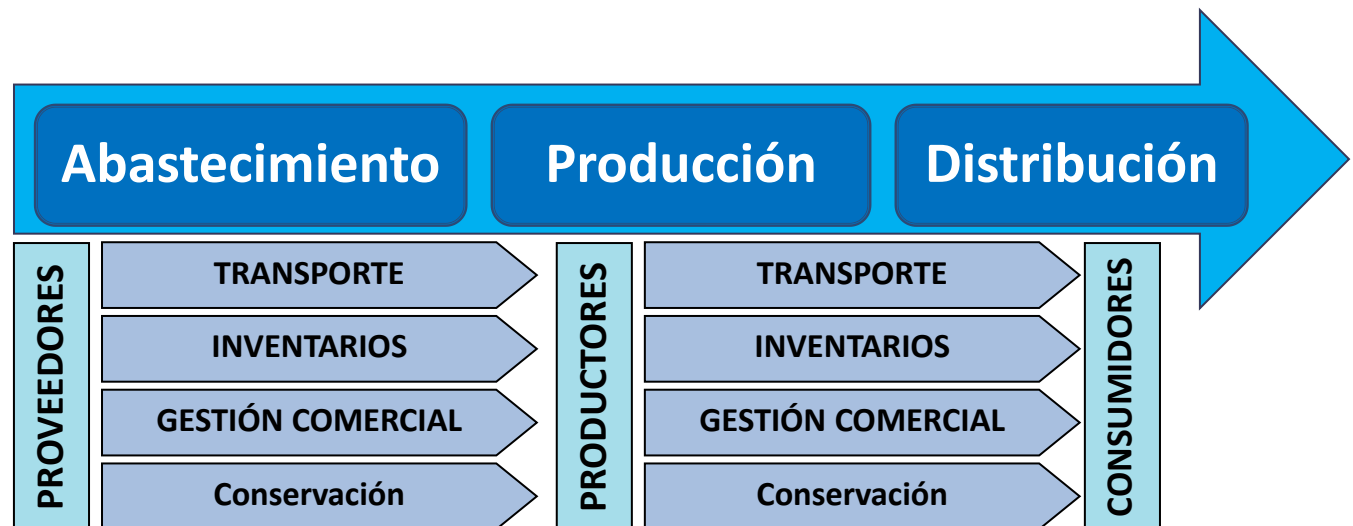 Abastecimiento
Producción
Distribución
PROVEEDORES
TRANSPORTE
INVENTARIOS
GESTIÓN COMERCIAL
Conservación
PRODUCTORES
TRANSPORTE
INVENTARIOS
GESTIÓN COMERCIAL
Conservación
CONSUMIDORES